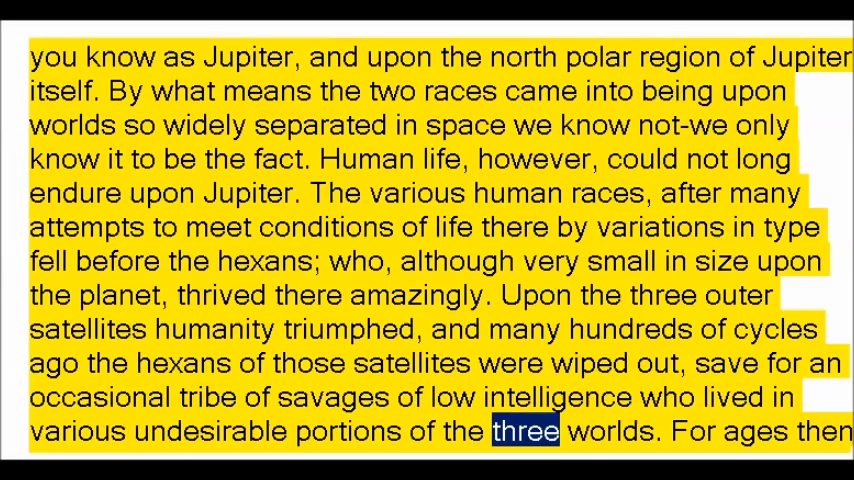 you know as Jupiter, and upon the north polar region of Jupiter
itself. By what means the two races came into being upon
worlds so widely separated in space we know not-we only
know it to be the fact. Human life, however, could not long
endure upon Jupiter. The various human races, after many
attempts to meet conditions of life there by variations in type
fell before the hexans; who, although very small in size upon
the planet, thrived there amazingly. Upon the three outer
satellites humanity triumphed, and many hundreds of cycles
ago the hexans of those satellites were wiped out, save for an
occasional tribe of savages of low intelligence who lived in
various undesirable portions of the three worlds. For ages then